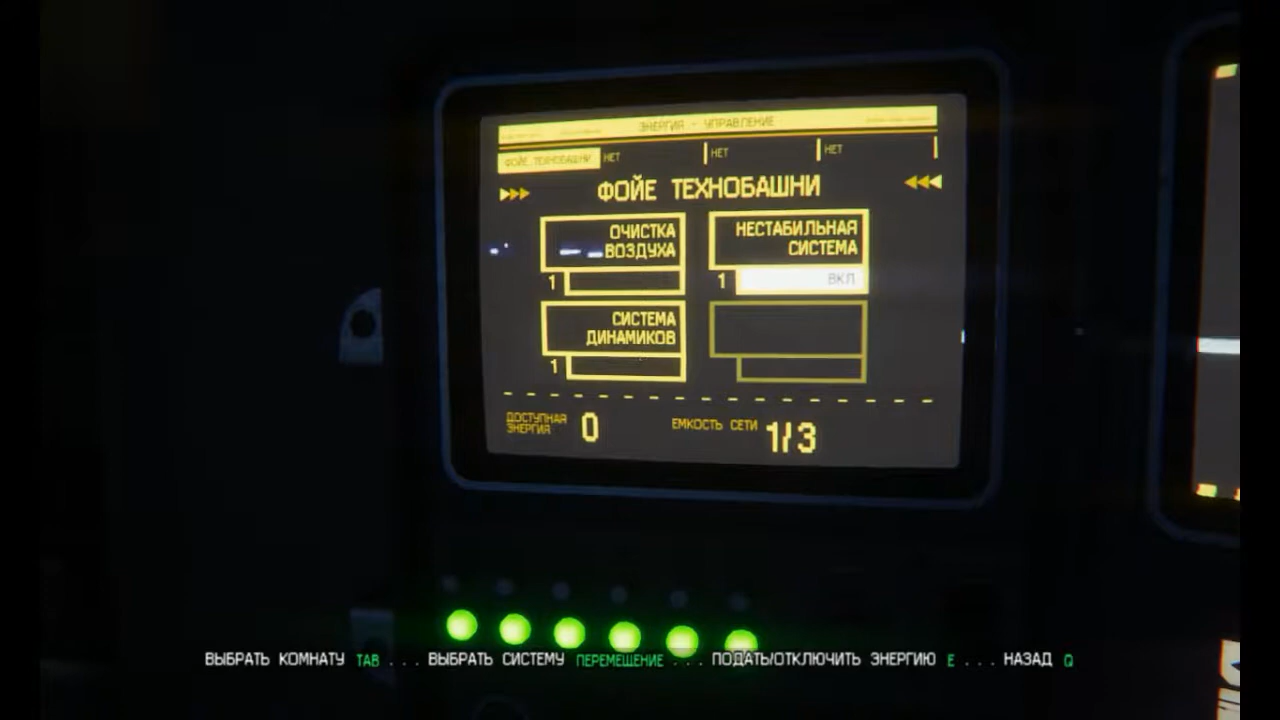 ЭНЕРГИЯ - УПРАВЛЕНИЕ
ФОЙЕ ТЕХНОБАШНИ НЕТ НЕТ НЕТ
ФОЙЕ ТЕХНОБАШНИ
ОЧИСТКА
ВОЗДУХА
1
НЕСТАБИЛЬНАЯ
СИСТЕМА
1 ВКЛ
СИСТЕМА
ДИНАМИКОВ
1
ДОСТУПНАЯ
ЭНЕРГИЯ 0
ЕМКОСТЬ СЕТИ 1/3
ВЫБРАТЬ КОМНАТУ TAB ... ВЫБРАТЬ СИСТЕМУ ПЕРЕМЕЩЕНИЕ ... ПОДАТЬ/ОТКЛЮЧИТЬ ЭНЕРГИЮ E ... НАЗАД Q